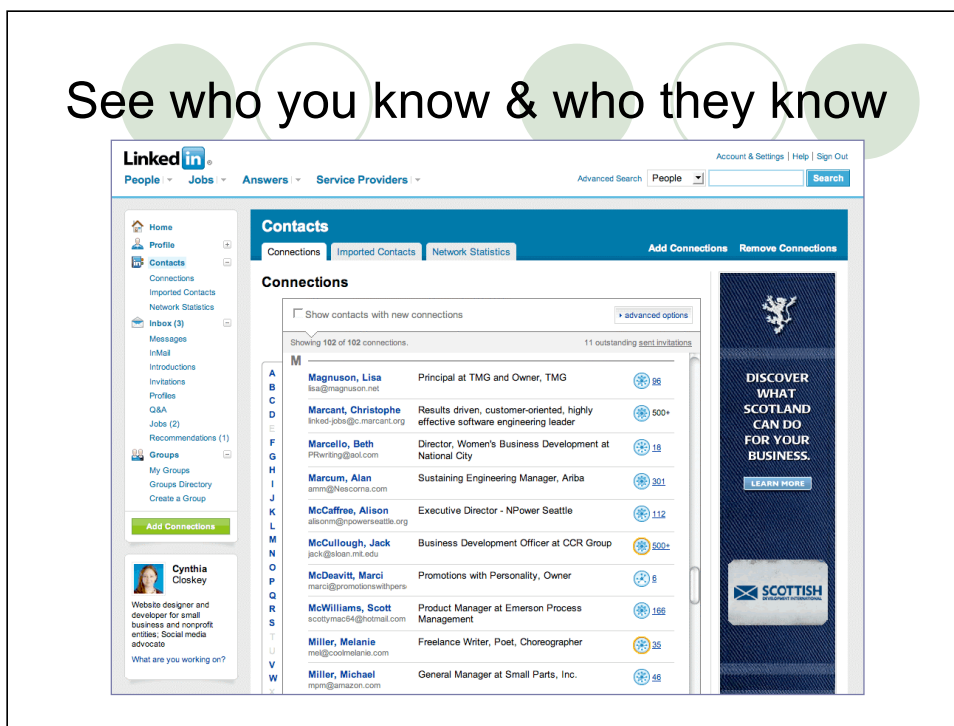 See who you know & who they know
Linked in ®
Account & Settings | Help | Sign Out
People Jobs Answers Service Providers
Advanced Search People Search
Home
Profile
Contacts
Connections
Imported Contacts
Network Statistics
Inbox (3)
Messages
InMail
Introductions
Invitations
Profiles
Q&A
Jobs (2)
Recommendations (1)
Groups
My Groups
Groups Directory
Create a Group
Add Connections
Cynthia
Closkey
Website designer and
developer for small
business and nonprofit
entities; Social media
advocate
What are you working on?
Contacts
Connections Imported Contacts Network Statistics
Add Connections Remove Connections
Connections
Show contacts with new connections
advanced options
Showing 102 of 102 connections.
11 outstanding sent invitations
A
B
C
D
E
F
G
H
I
J
K
L
M
N
O
P
Q
R
S
T
U
V
W
X
M
Magnuson, Lisa Principal at TMG and Owner, TMG 96
lisa@magnuson.net
Marcant, Christophe Results driven, customer-oriented, highly 500+
linked-jobs@c.marcant.org effective software engineering leader
Marcello, Beth Director, Women's Business Development at 18
PRwriting@aol.com National City
Marcum, Alan Sustaining Engineering Manager, Ariba 301
amm@Nescorna.com
McCaffree, Alison Executive Director - NPower Seattle 112
alisonm@npowerseattle.org
McCullough, Jack Business Development Officer at CCR Group 500+
jack@sloan.mit.edu
McDeavitt, Marci Promotions with Personality, Owner 6
marci@promotionswithpers
McWilliams, Scott Product Manager at Emerson Process 166
scottymac64@hotmail.com Management
Miller, Melanie Freelance Writer, Poet, Choreographer 35
mel@coolmelanie.com
Miller, Michael General Manager at Small Parts, Inc. 46
mpm@amazon.com
DISCOVER
WHAT
SCOTLAND
CAN DO
FOR YOUR
BUSINESS.
LEARN MORE
SCOTTISH
DEVELOPMENT INTERNATIONAL